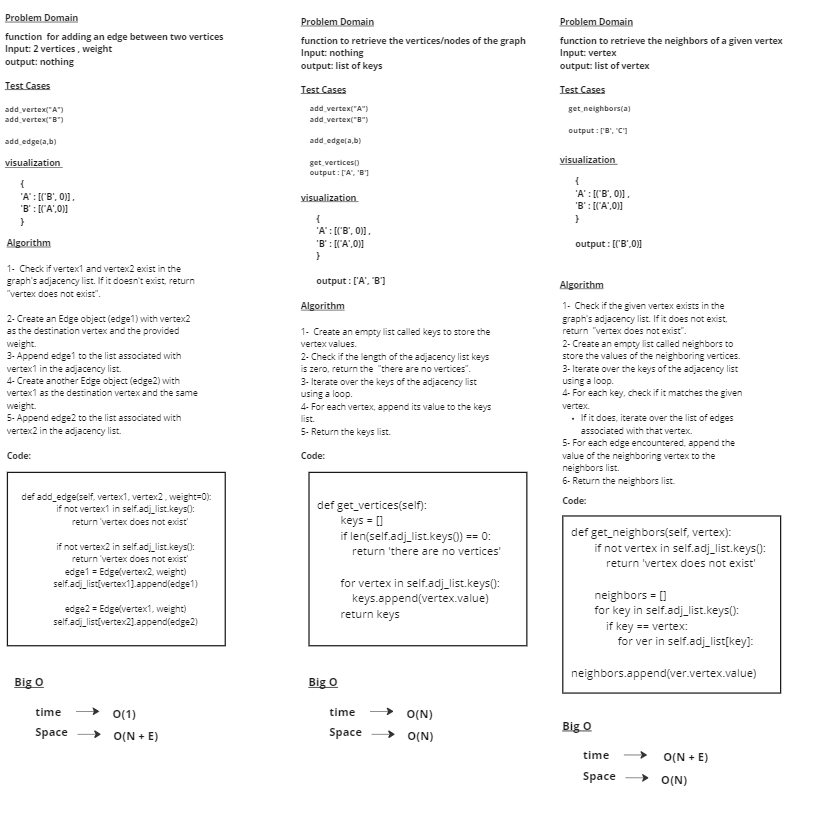 Problem Domain
function  for adding an edge between two vertices
Input: 2 vertices , weight
output: nothing
Test Cases
add_vertex("A")
add_vertex("B")
add_edge(a,b)
visualization
{
'A' : [('B', 0)] ,
'B' : [('A',0)]
}
Algorithm
1-  Check if vertex1 and vertex2 exist in the
graph's adjacency list. If it doesn't exist, return
"vertex does not exist".
2- Create an Edge object (edge1) with vertex2
as the destination vertex and the provided
weight.
3- Append edge1 to the list associated with
vertex1 in the adjacency list.
4- Create another Edge object (edge2) with
vertex1 as the destination vertex and the same
weight.
5- Append edge2 to the list associated with
vertex2 in the adjacency list.
Code:
def add_edge(self, vertex1, vertex2 , weight=0):
if not vertex1 in self.adj_list.keys():
return 'vertex does not exist'
if not vertex2 in self.adj_list.keys():
return 'vertex does not exist'
edge1 = Edge(vertex2, weight)
self.adj_list[vertex1].append(edge1)
edge2 = Edge(vertex1, weight)
self.adj_list[vertex2].append(edge2)
Big O
time → O(1)
Space → O(N + E)
Problem Domain
function to retrieve the vertices/nodes of the graph
Input: nothing
output: list of keys
Test Cases
add_vertex("A")
add_vertex("B")
add_edge(a,b)
get_vertices()
output : ['A', 'B']
visualization
{
'A' : [('B', 0)] ,
'B' : [('A',0)]
}
output : ['A', 'B']
Algorithm
1-  Create an empty list called keys to store the
vertex values.
2- Check if the length of the adjacency list keys
is zero, return the  "there are no vertices".
3- Iterate over the keys of the adjacency list
using a loop.
4- For each vertex, append its value to the keys
list.
5- Return the keys list.
Code:
def get_vertices(self):
keys = []
if len(self.adj_list.keys()) == 0:
return 'there are no vertices'
for vertex in self.adj_list.keys():
keys.append(vertex.value)
return keys
Big O
time → O(N)
Space → O(N)
Problem Domain
function to retrieve the neighbors of a given vertex
Input: vertex
output: list of vertex
Test Cases
get_neighbors(a)
output : ['B', 'C']
visualization
{
'A' : [('B', 0)] ,
'B' : [('A',0)]
}
output : [('B',0)]
Algorithm
1-  Check if the given vertex exists in the
graph's adjacency list. If it does not exist,
return  "vertex does not exist".
2- Create an empty list called neighbors to
store the values of the neighboring vertices.
3- Iterate over the keys of the adjacency list
using a loop.
4- For each key, check if it matches the given
vertex.
• If it does, iterate over the list of edges
associated with that vertex.
5- For each edge encountered, append the
value of the neighboring vertex to the
neighbors list.
6- Return the neighbors list.
Code:
def get_neighbors(self, vertex):
if not vertex in self.adj_list.keys():
return 'vertex does not exist'
neighbors = []
for key in self.adj_list.keys():
if key == vertex:
for ver in self.adj_list[key]:
neighbors.append(ver.vertex.value)
Big O
time → O(N + E)
Space → O(N)